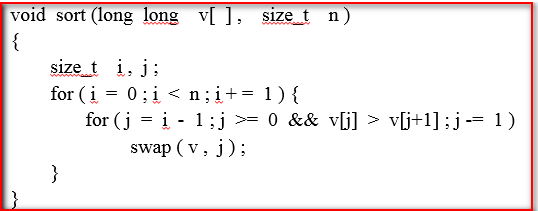 void sort (long long v[ ], size_t n )
{
size_t i, j;
for ( i = 0 ; i < n ; i += 1 ) {
for ( j = i - 1 ; j >= 0 && v[j] > v[j+1] ; j -= 1 )
swap ( v , j ) ;
}
}